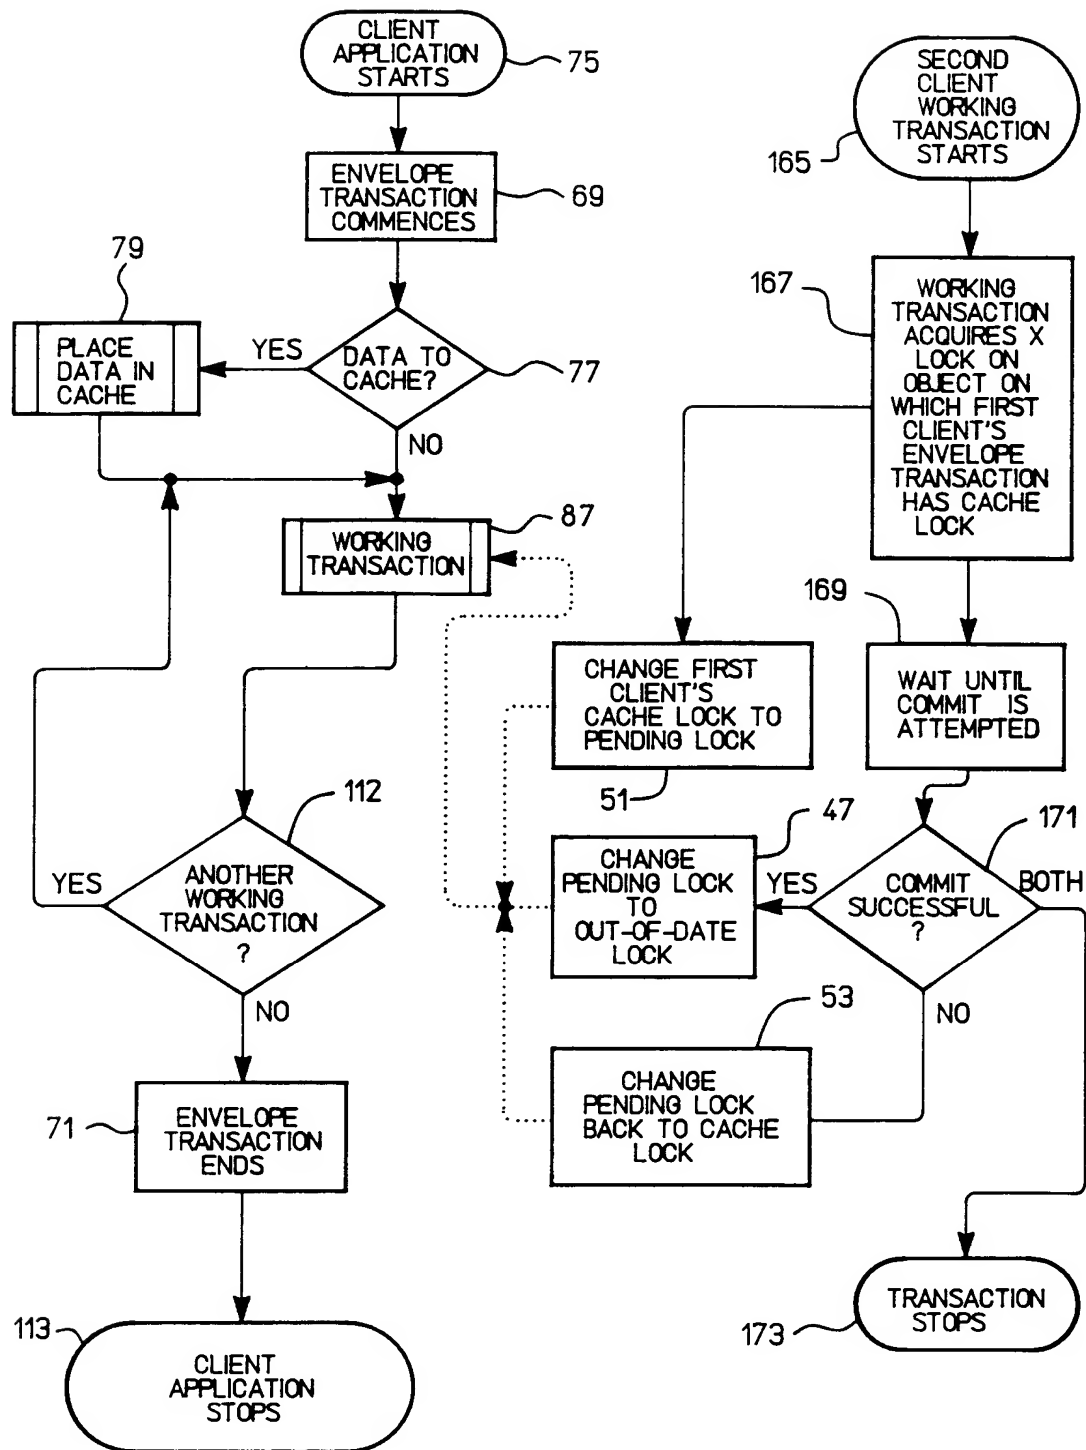 CLIENT
APPLICATION
STARTS
75
ENVELOPE
TRANSACTION
COMMENCES
69
79
PLACE
DATA IN
CACHE
YES
DATA TO
CACHE?
77
NO
WORKING
TRANSACTION
87
112
YES
ANOTHER
WORKING
TRANSACTION
?
NO
71
ENVELOPE
TRANSACTION
ENDS
113
CLIENT
APPLICATION
STOPS
SECOND
CLIENT
WORKING
TRANSACTION
STARTS
165
167
WORKING
TRANSACTION
ACQUIRES X
LOCK ON
OBJECT ON
WHICH FIRST
CLIENT'S
ENVELOPE
TRANSACTION
HAS CACHE
LOCK
169
WAIT UNTIL
COMMIT IS
ATTEMPTED
CHANGE FIRST
CLIENT'S
CACHE LOCK TO
PENDING LOCK
51
47
CHANGE
PENDING LOCK
TO
OUT-OF-DATE
LOCK
YES
171
COMMIT
SUCCESSFUL
?
BOTH
NO
53
CHANGE
PENDING LOCK
BACK TO CACHE
LOCK
TRANSACTION
STOPS
173